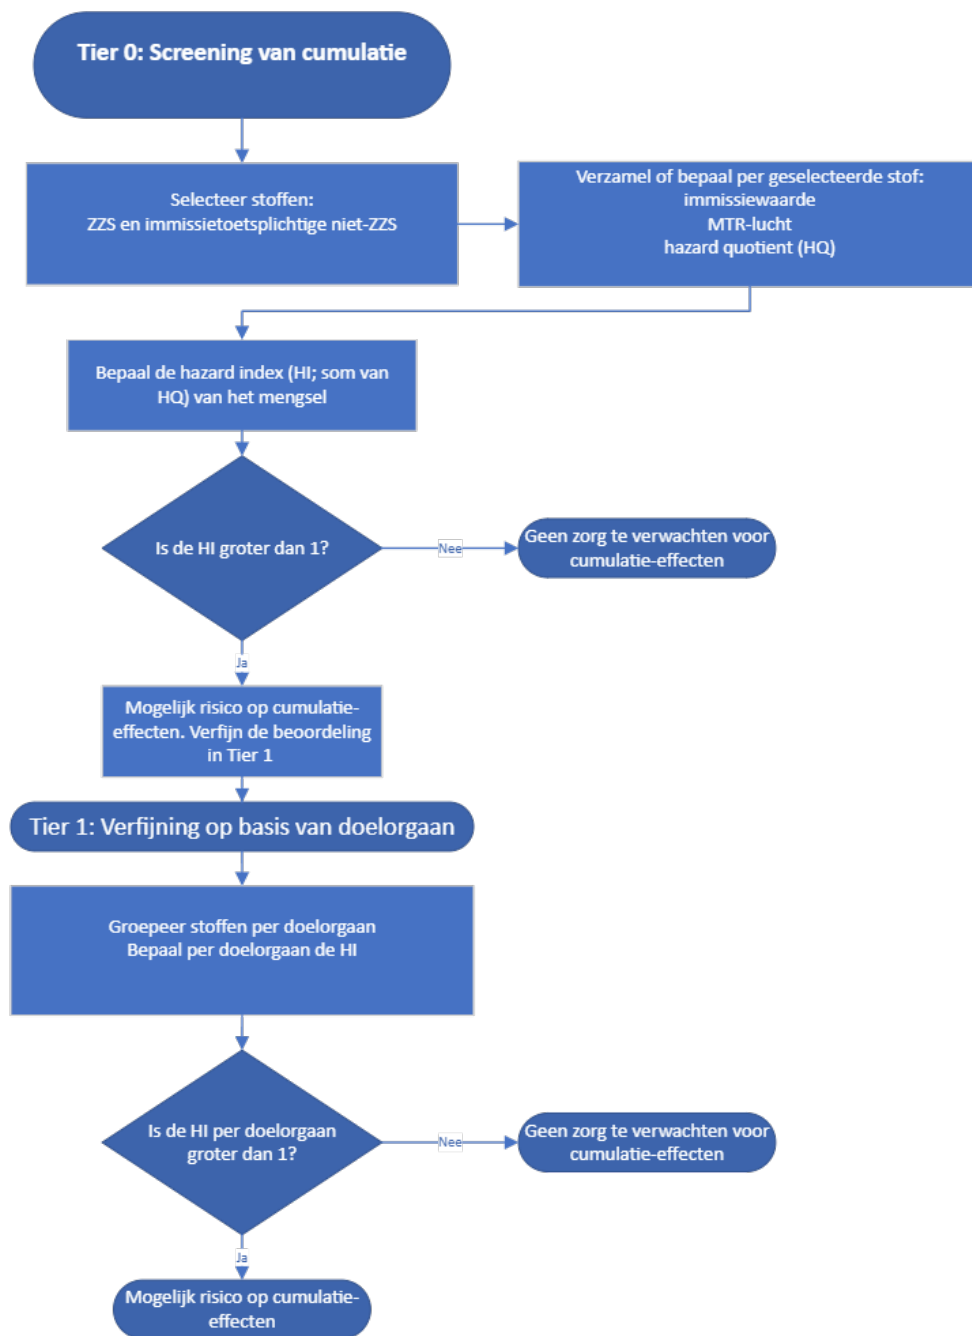 Tier 0: Screening van cumulatie
Selecteer stoffen:
ZZS en immissietoetsplichtige niet-ZZS
Verzamel of bepaal per geselecteerde stof:
immissiewaarde
MTR-lucht
hazard quotient (HQ)
Bepaal de hazard index (HI; som van
HQ) van het mengsel
Is de HI groter dan 1?
Nee
Geen zorg te verwachten voor
cumulatie-effecten
Ja
Mogelijk risico op cumulatie-
effecten. Verfijn de beoordeling
in Tier 1
Tier 1: Verfijning op basis van doelorgaan
Groepeer stoffen per doelorgaan
Bepaal per doelorgaan de HI
Is de HI per doelorgaan
groter dan 1?
Nee
Geen zorg te verwachten voor
cumulatie-effecten
Ja
Mogelijk risico op cumulatie-
effecten